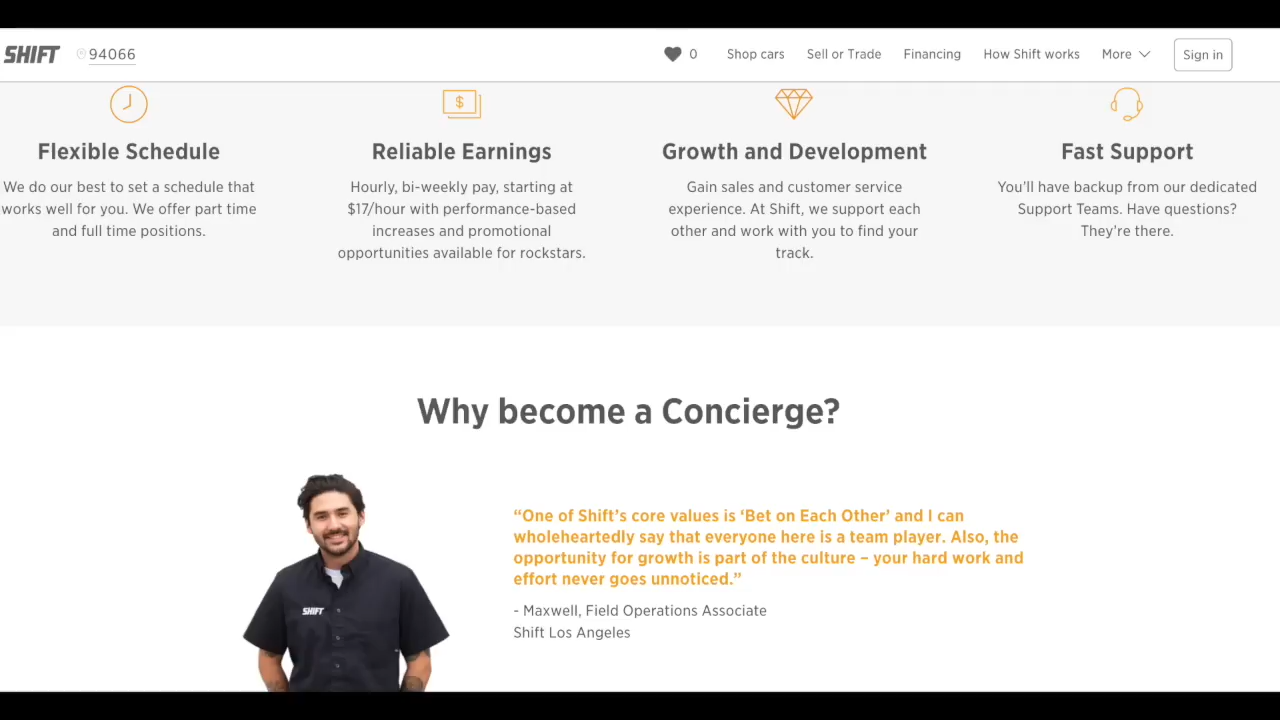 SHIFT 94066 0 Shop cars Sell or Trade Financing How Shift works More Sign in
$
Flexible Schedule
We do our best to set a schedule that
works well for you. We offer part time
and full time positions.
Reliable Earnings
Hourly, bi-weekly pay, starting at
$17/hour with performance-based
increases and promotional
opportunities available for rockstars.
Growth and Development
Gain sales and customer service
experience. At Shift, we support each
other and work with you to find your
track.
Fast Support
You’ll have backup from our dedicated
Support Teams. Have questions?
They’re there.
Why become a Concierge?
SHIFT
“One of Shift’s core values is ‘Bet on Each Other’ and I can
wholeheartedly say that everyone here is a team player. Also, the
opportunity for growth is part of the culture – your hard work and
effort never goes unnoticed.”
- Maxwell, Field Operations Associate
Shift Los Angeles